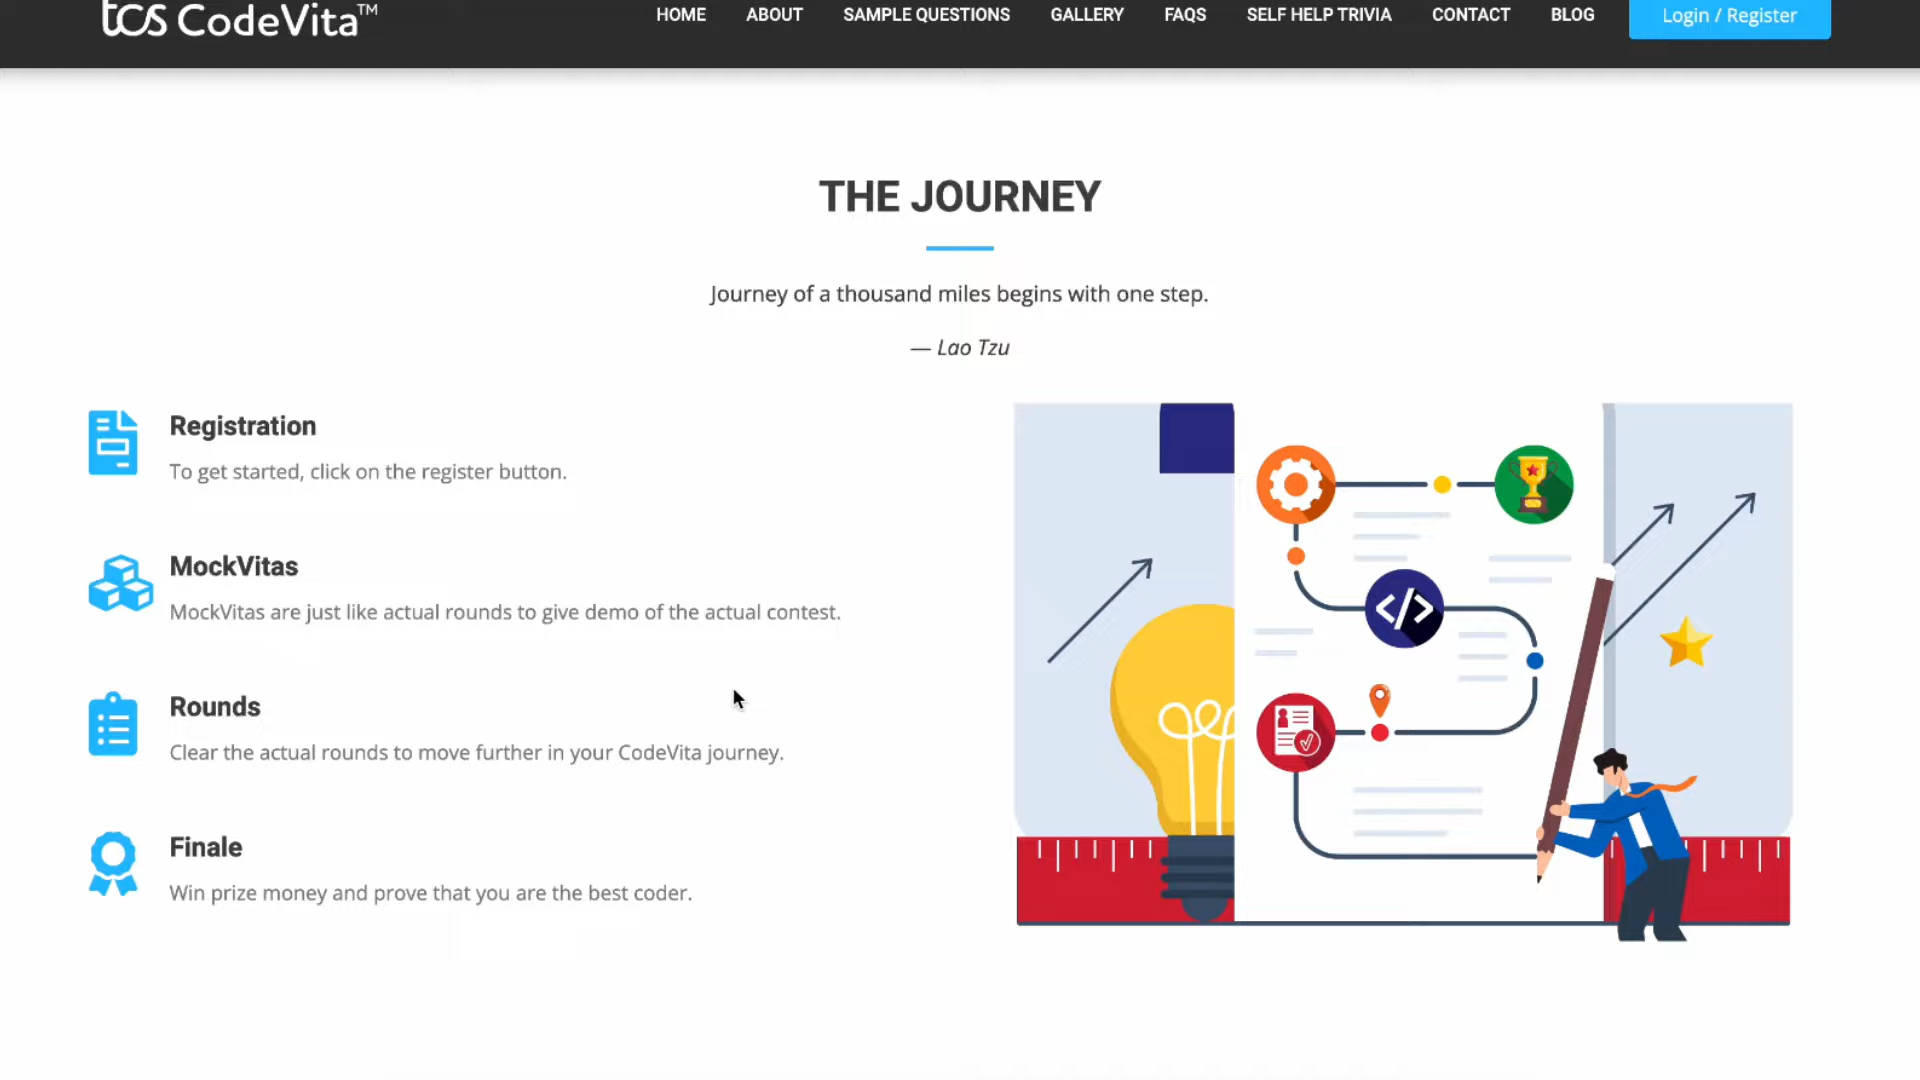 tcs CodeVita™
HOME ABOUT SAMPLE QUESTIONS GALLERY FAQS SELF HELP TRIVIA CONTACT BLOG Login / Register
THE JOURNEY
Journey of a thousand miles begins with one step.
— Lao Tzu
Registration
To get started, click on the register button.
MockVitas
MockVitas are just like actual rounds to give demo of the actual contest.
Rounds
Clear the actual rounds to move further in your CodeVita journey.
Finale
Win prize money and prove that you are the best coder.